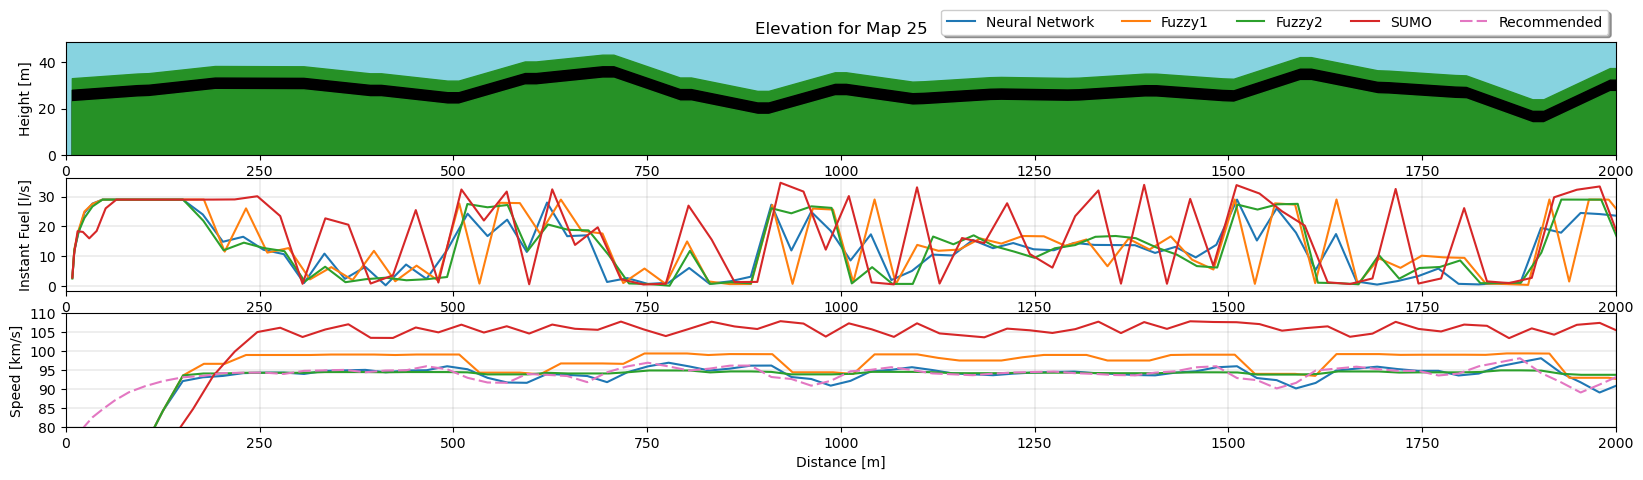 Elevation for Map 25
Neural Network Fuzzy1 Fuzzy2 SUMO Recommended
Height [m]
40
20
0
0 250 500 750 1000 1250 1500 1750 2000
Instant Fuel [l/s]
30
20
10
0
0 250 500 750 1000 1250 1500 1750 2000
Speed [km/s]
110
105
100
95
90
85
80
0 250 500 750 1000 1250 1500 1750 2000
Distance [m]